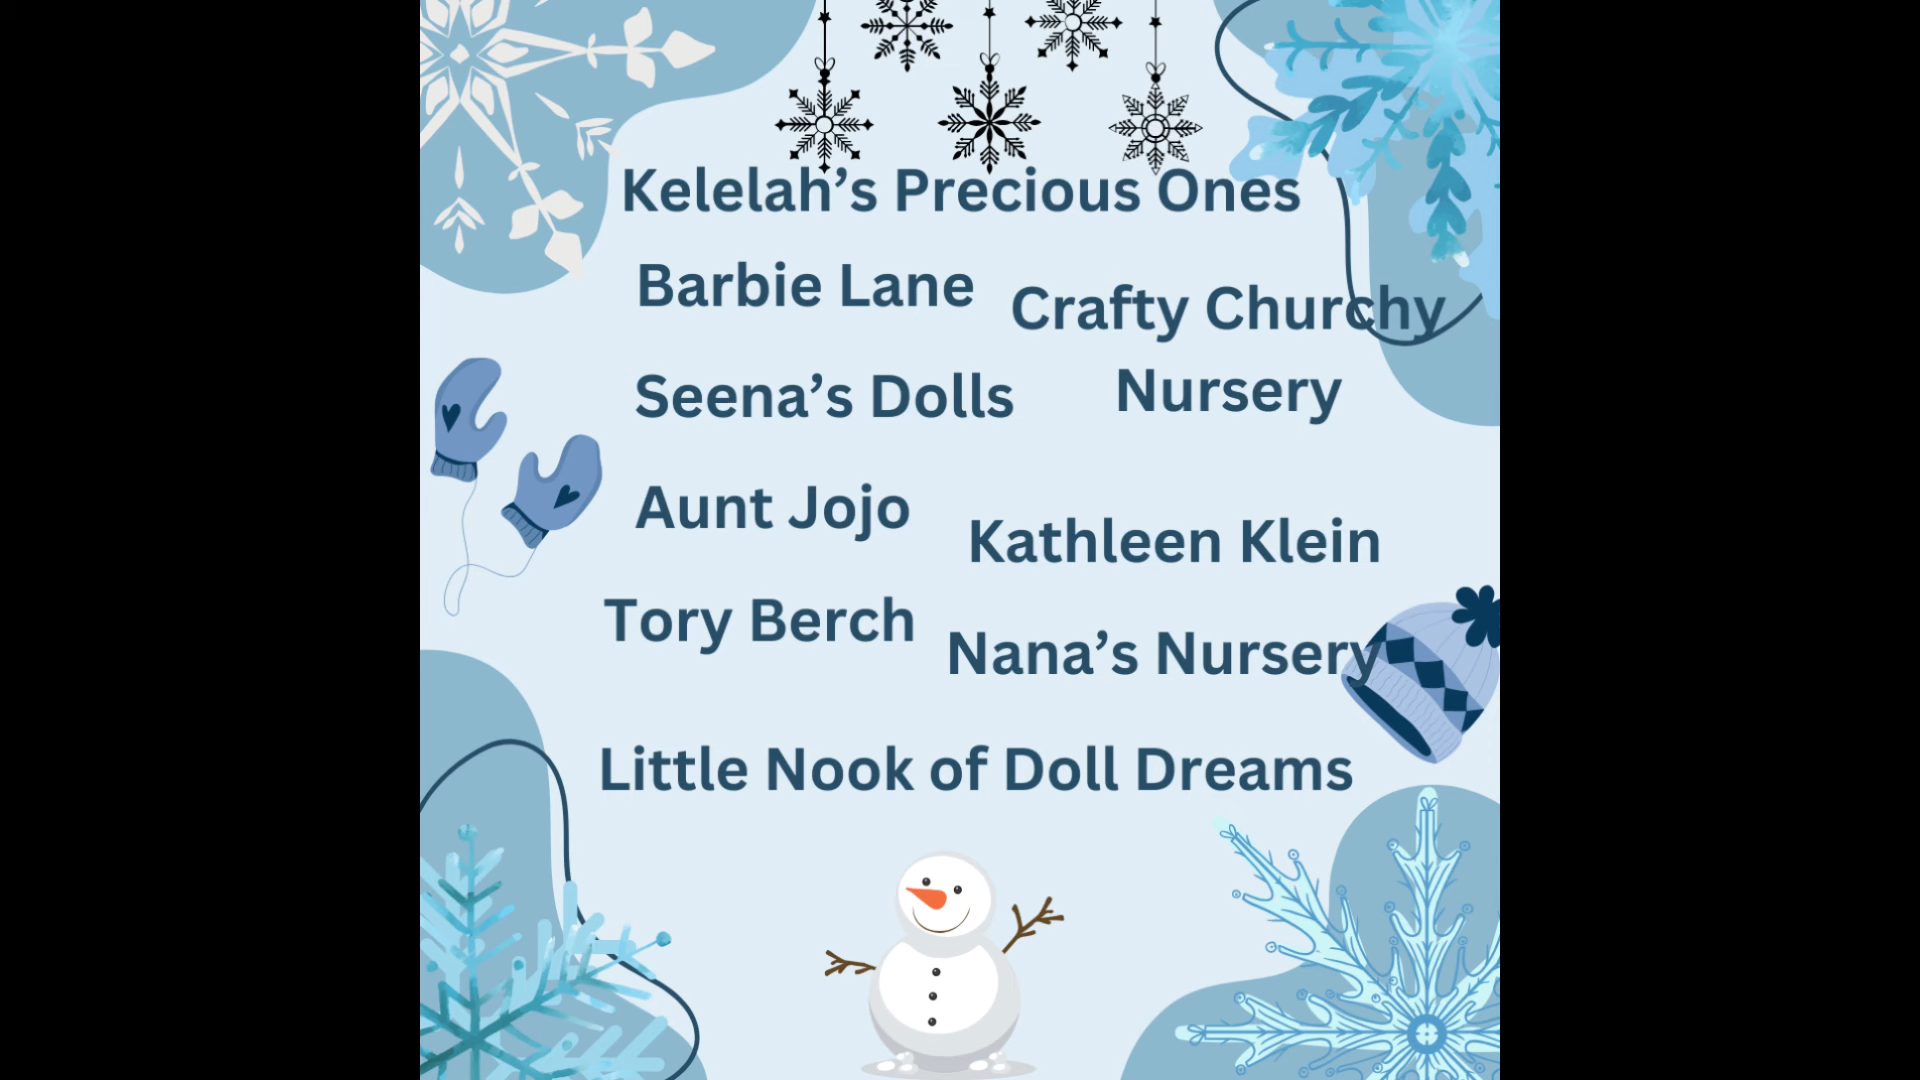 Kelelah’s Precious Ones
Barbie Lane
Crafty Churchy
Nursery
Seena’s Dolls
Aunt Jojo
Kathleen Klein
Tory Berch
Nana’s Nursery
Little Nook of Doll Dreams